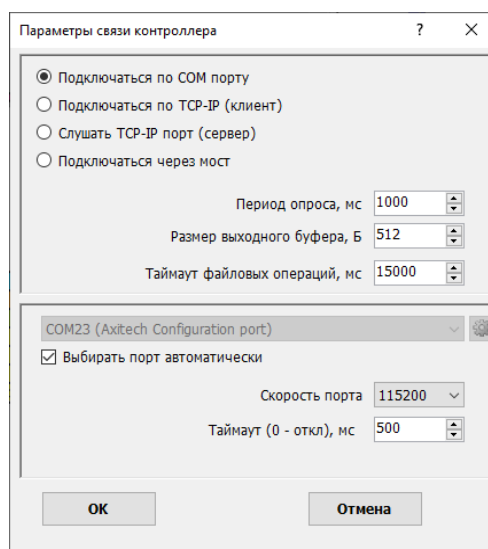 Параметры связи контроллера ?
Подключаться по COM порту
Подключаться по TCP-IP (клиент)
Слушать TCP-IP порт (сервер)
Подключаться через мост
Период опроса, мс 1000
Размер выходного буфера, Б 512
Таймаут файловых операций, мс 15000
COM23 (Axitech Configuration port)
Выбирать порт автоматически
Скорость порта 115200
Таймаут (0 - откл), мс 500
OK Отмена